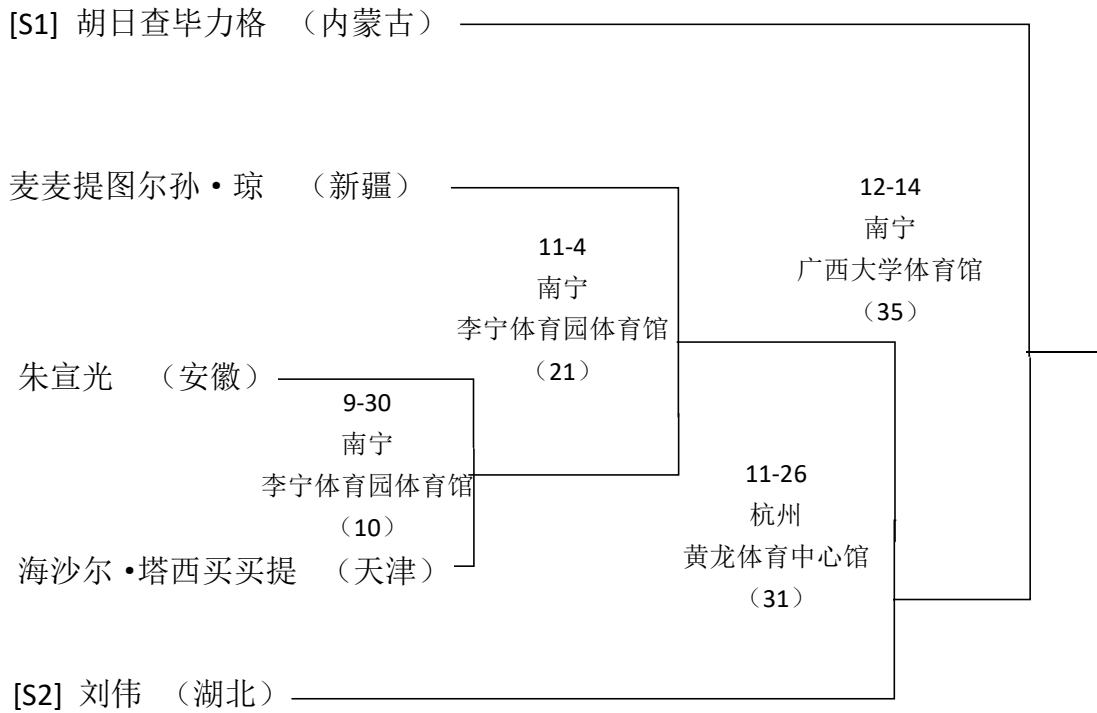 [S1] 胡日查毕力格 （内蒙古）
麦麦提图尔孙•琼 （新疆）
12-14
南宁
广西大学体育馆
（35）
11-4
南宁
李宁体育园体育馆
（21）
朱宣光 （安徽）
9-30
南宁
李宁体育园体育馆
（10）
11-26
杭州
黄龙体育中心馆
（31）
海沙尔•塔西买买提 （天津）
[S2] 刘伟 （湖北）